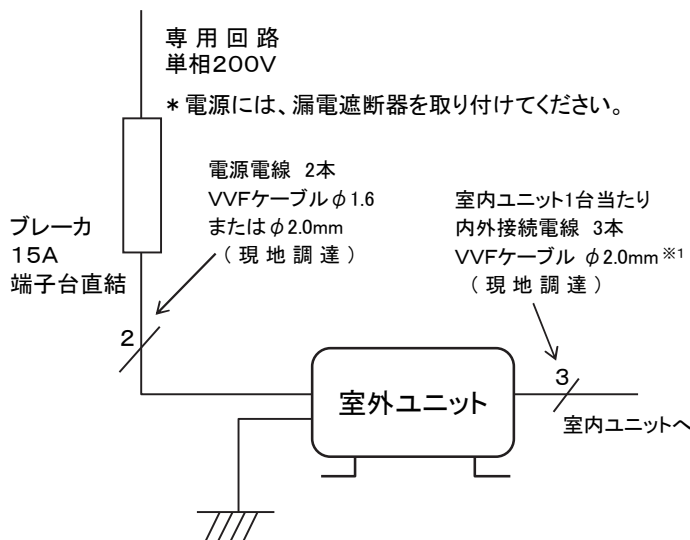 専用回路
単相200V
＊電源には、漏電遮断器を取り付けてください。
電源電線 2本
VVFケーブルφ1.6
またはφ2.0mm
（現地調達）
室内ユニット1台当たり
内外接続電線 3本
VVFケーブル φ2.0mm※1
（現地調達）
ブレーカ
15A
端子台直結
2
3
室外ユニット
室内ユニットへ